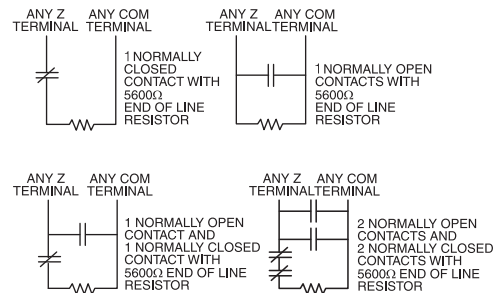 ANY Z ANY COM
TERMINAL TERMINAL
1 NORMALLY
CLOSED
CONTACT WITH
5600Ω
END OF LINE
RESISTOR
ANY Z ANY COM
TERMINAL TERMINAL
1 NORMALLY OPEN
CONTACTS WITH
5600Ω
END OF LINE
RESISTOR
ANY Z ANY COM
TERMINAL TERMINAL
1 NORMALLY OPEN
CONTACT AND
1 NORMALLY CLOSED
CONTACT WITH
5600Ω END OF LINE
RESISTOR
ANY Z ANY COM
TERMINAL TERMINAL
2 NORMALLY OPEN
CONTACTS AND
2 NORMALLY CLOSED
CONTACTS WITH
5600Ω END OF LINE
RESISTOR